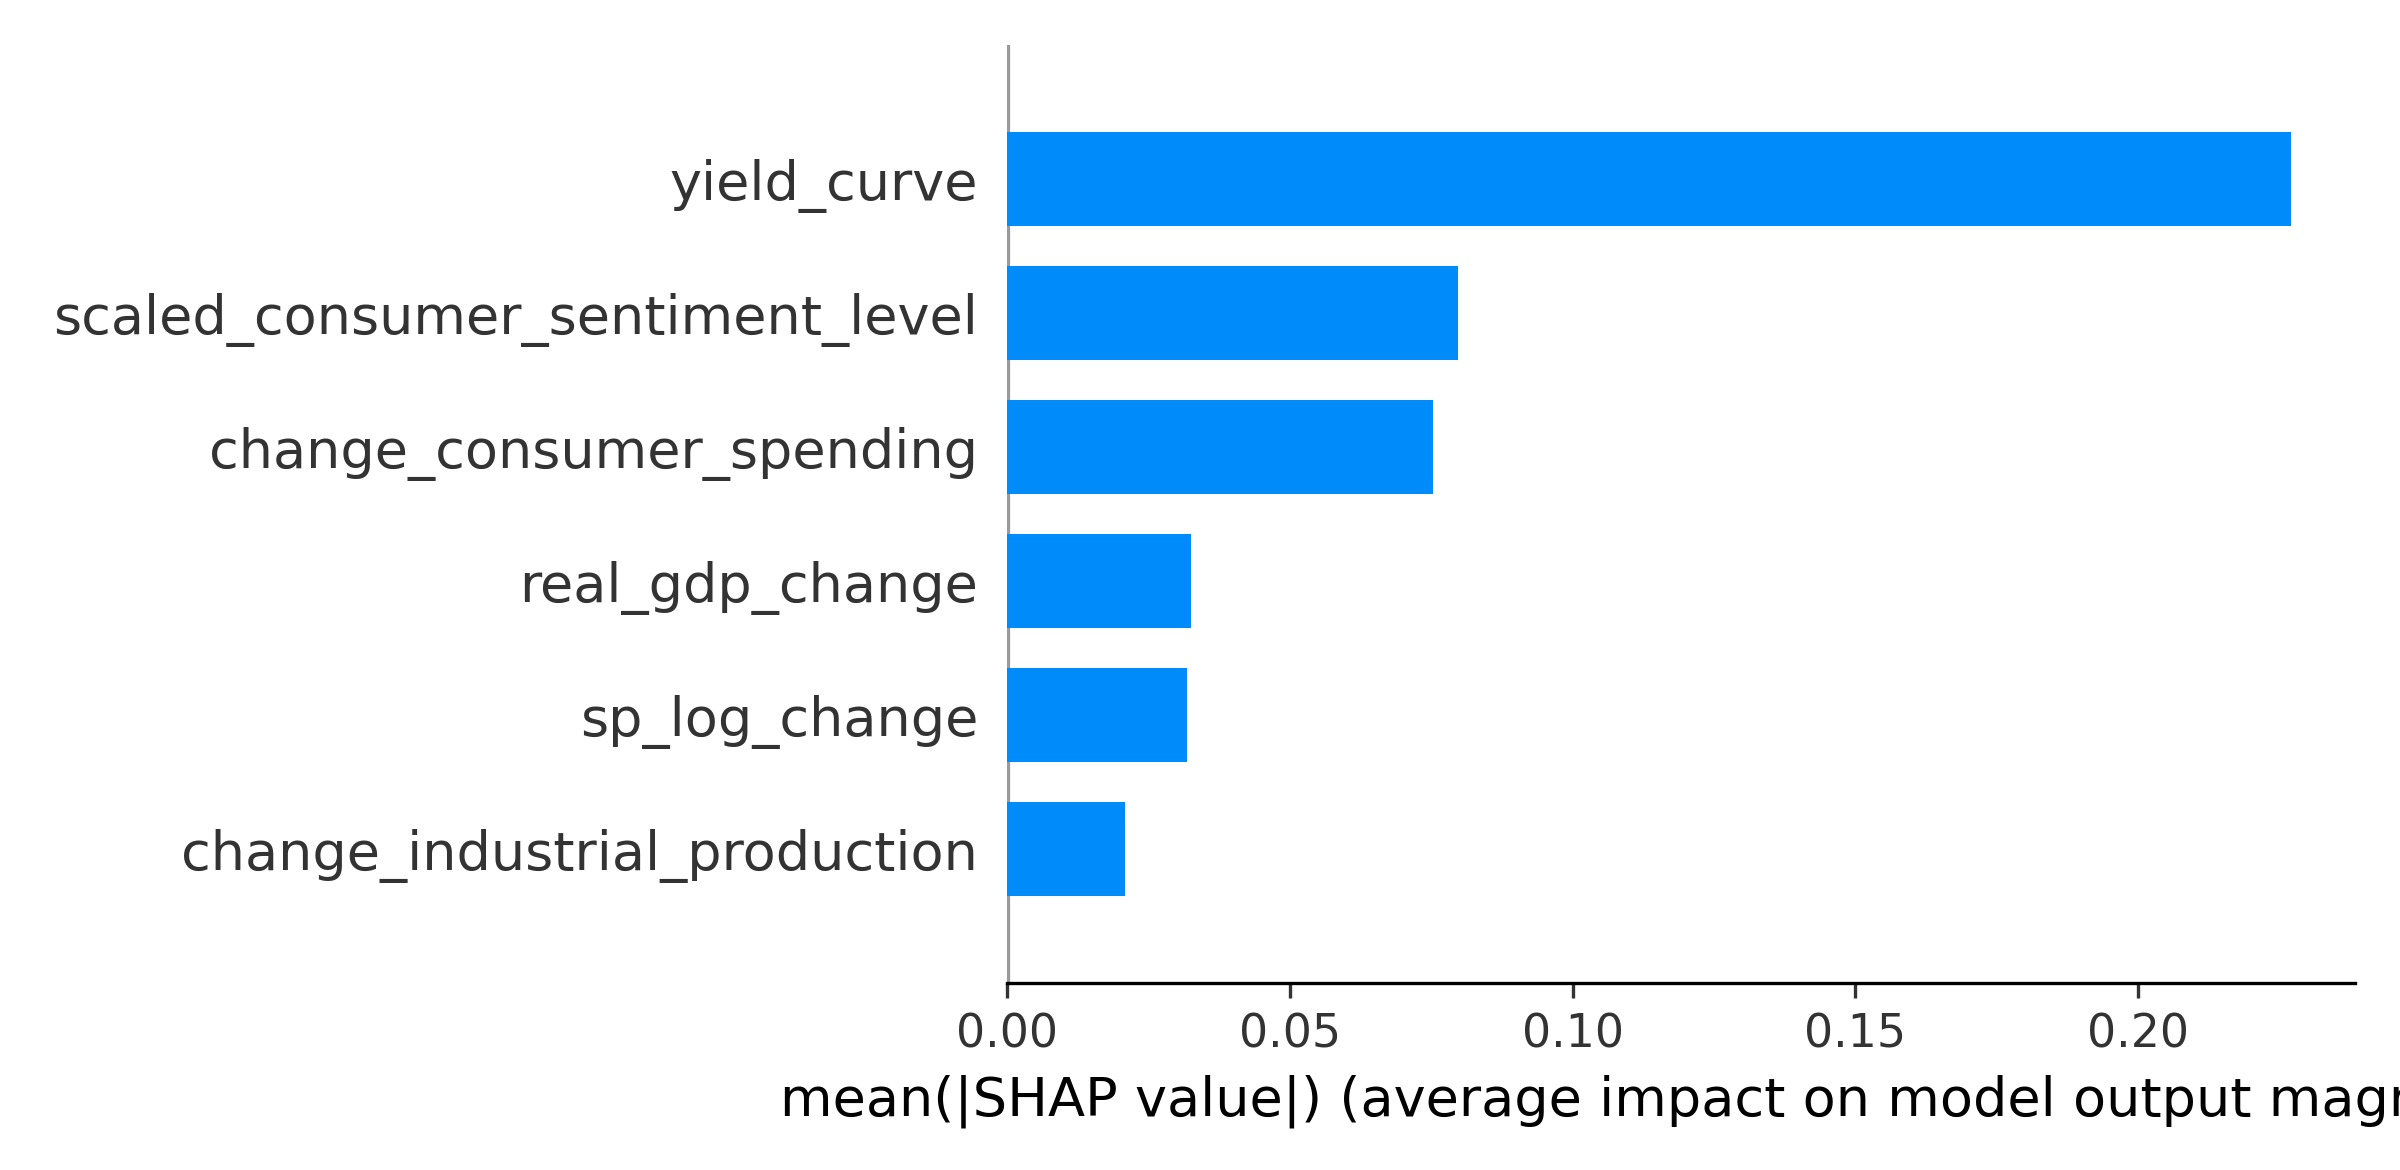 yield_curve
scaled_consumer_sentiment_level
change_consumer_spending
real_gdp_change
sp_log_change
change_industrial_production
0.00 0.05 0.10 0.15 0.20
mean(|SHAP value|) (average impact on model output magn